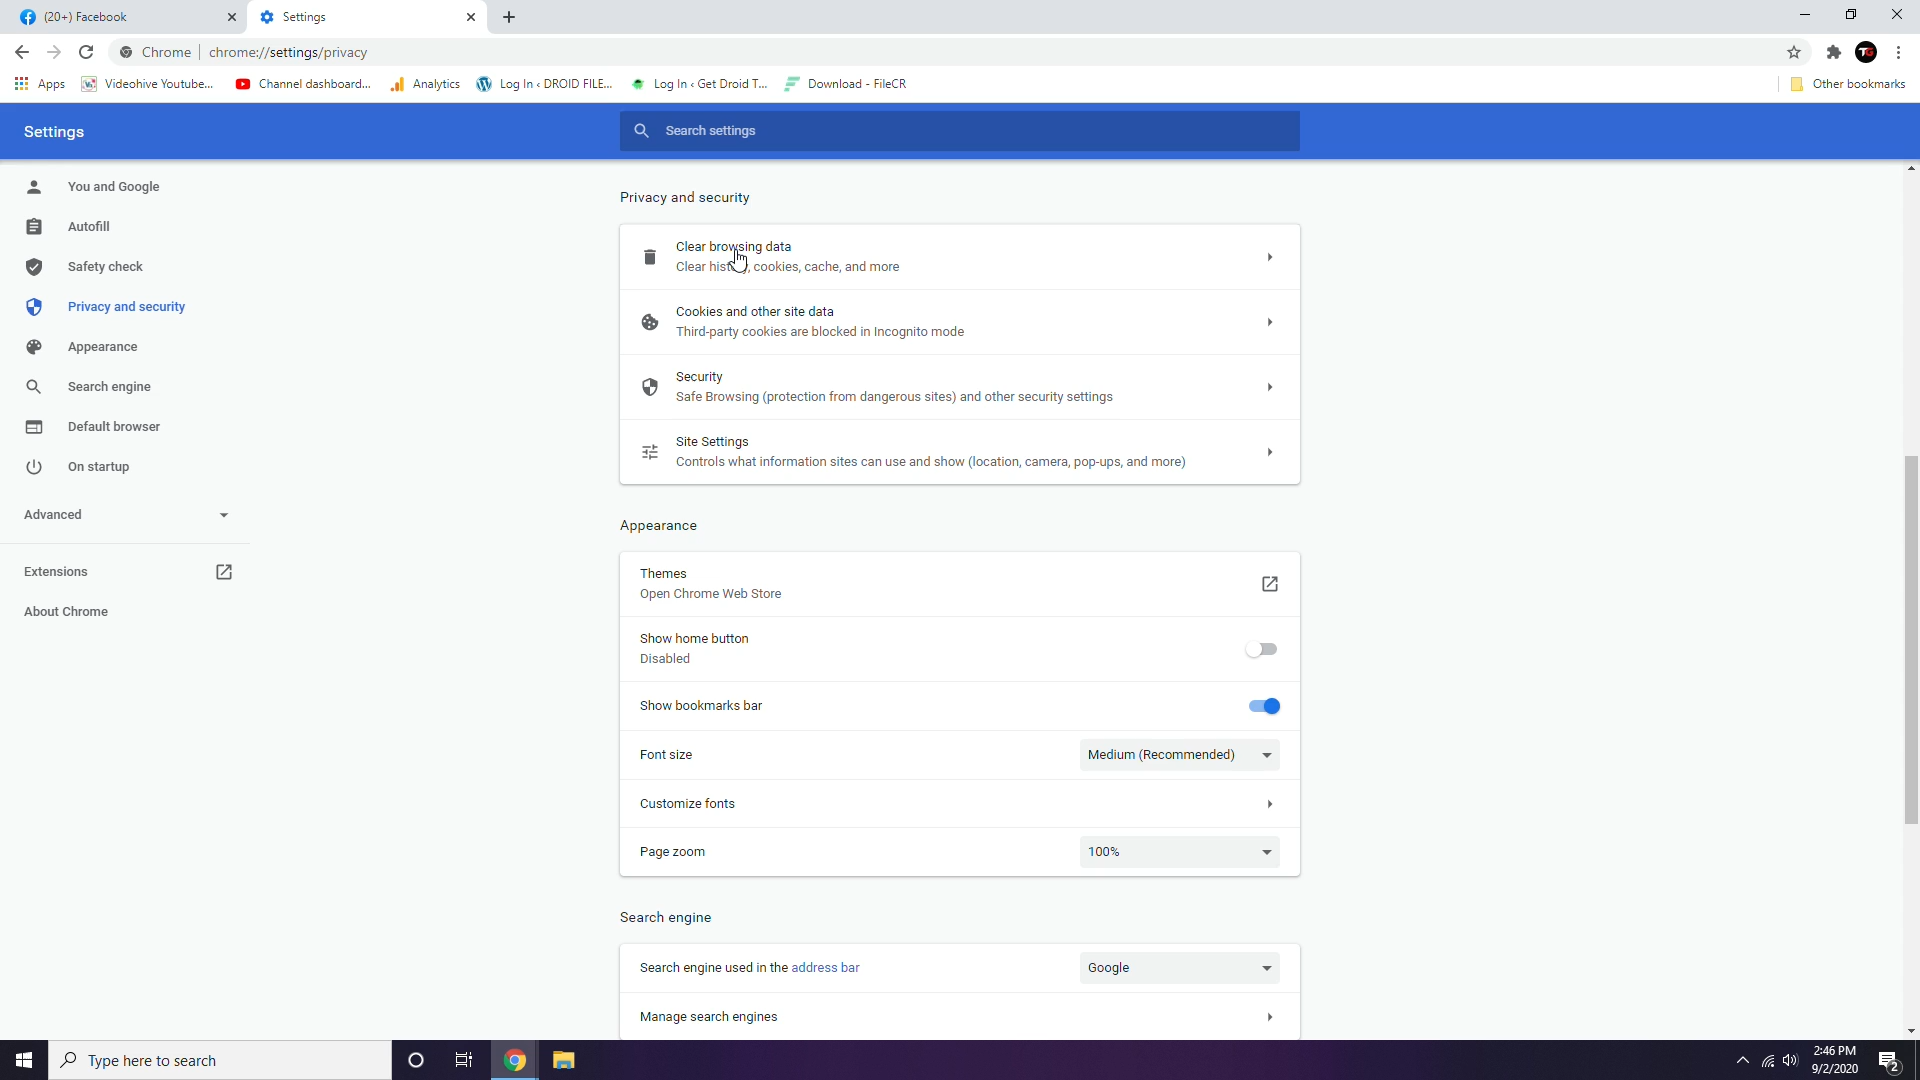 (20+) Facebook
Settings
Chrome | chrome://settings/privacy
Apps
Videohive Youtube...
Channel dashboard...
Analytics
Log In ‹ DROID FILE...
Log In ‹ Get Droid T...
Download - FileCR
Other bookmarks
Settings
Search settings
You and Google
Autofill
Safety check
Privacy and security
Appearance
Search engine
Default browser
On startup
Advanced
Extensions
About Chrome
Privacy and security
Clear browsing data
Clear history, cookies, cache, and more
Cookies and other site data
Third-party cookies are blocked in Incognito mode
Security
Safe Browsing (protection from dangerous sites) and other security settings
Site Settings
Controls what information sites can use and show (location, camera, pop-ups, and more)
Appearance
Themes
Open Chrome Web Store
Show home button
Disabled
Show bookmarks bar
Font size
Medium (Recommended)
Customize fonts
Page zoom
100%
Search engine
Search engine used in the address bar
Google
Manage search engines
Type here to search
2:46 PM
9/2/2020
2